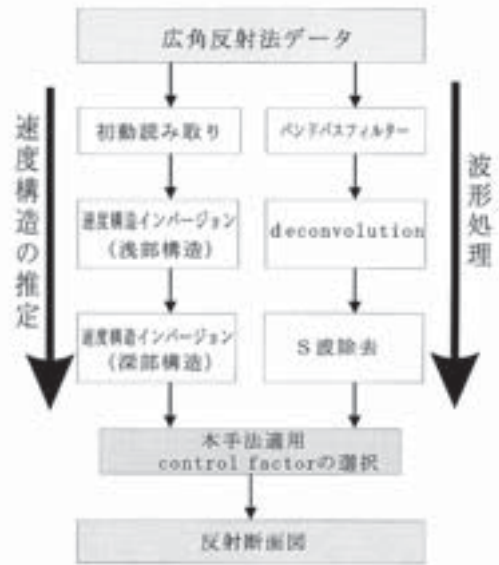 広角反射法データ
速度構造の推定
初動読み取り
速度構造インバージョン
(浅部構造)
速度構造インバージョン
(深部構造)
バンドパスフィルター
deconvolution
S波除去
波形処理
本手法適用
control factorの選択
反射断面図